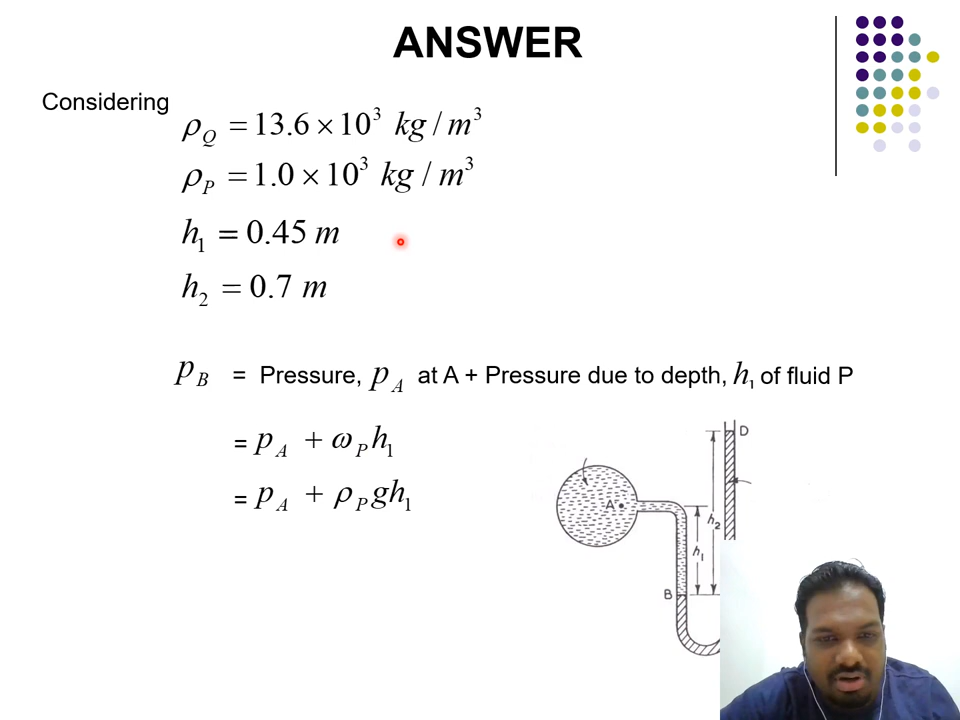 ANSWER
Considering
ρ_Q = 13.6 × 10³ kg / m³
ρ_P = 1.0 × 10³ kg / m³
h₁ = 0.45 m
h₂ = 0.7 m
p_B = Pressure, p_A at A + Pressure due to depth, h₁ of fluid P
= p_A + ω_P h₁
= p_A + ρ_P gh₁
D
A
h₂
h₁
B